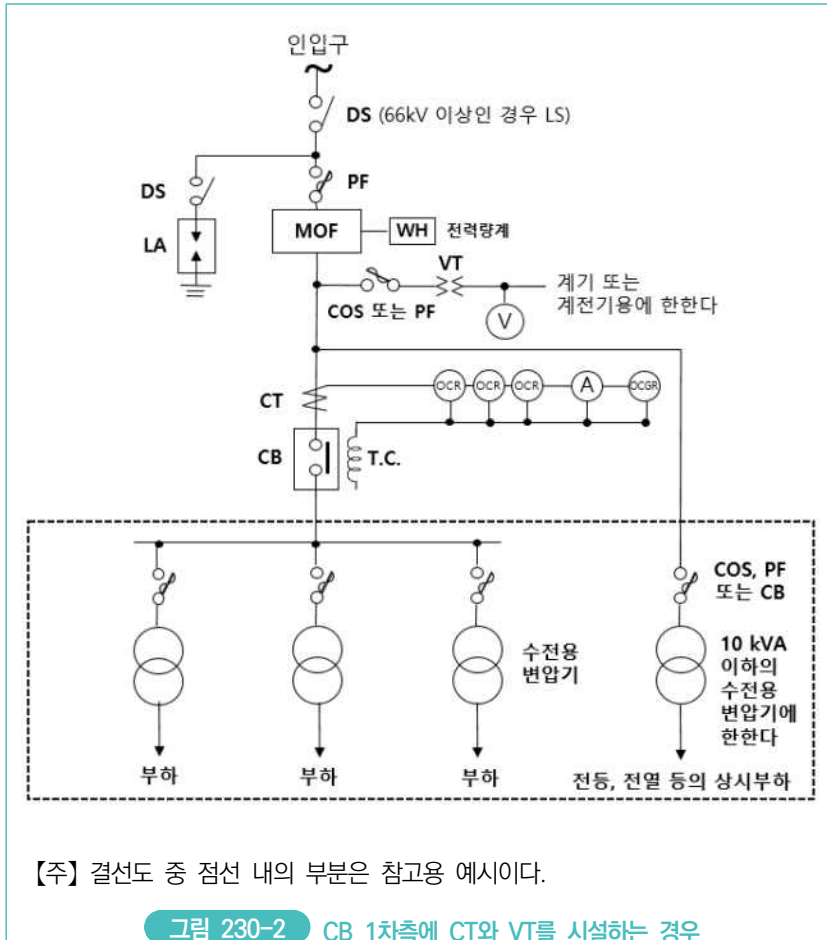 인입구
DS (66kV 이상인 경우 LS)
DS
PF
LA
MOF
WH 전력량계
VT
COS 또는 PF
V
계기 또는
계전기용에 한한다
CT
OCR OCR OCR A OCGR
CB
T.C.
COS, PF
또는 CB
수전용
변압기
10 kVA
이하의
수전용
변압기에
한한다
부하 부하 부하 전등, 전열 등의 상시부하
【주】 결선도 중 점선 내의 부분은 참고용 예시이다.
그림 230-2 CB 1차측에 CT와 VT를 시설하는 경우